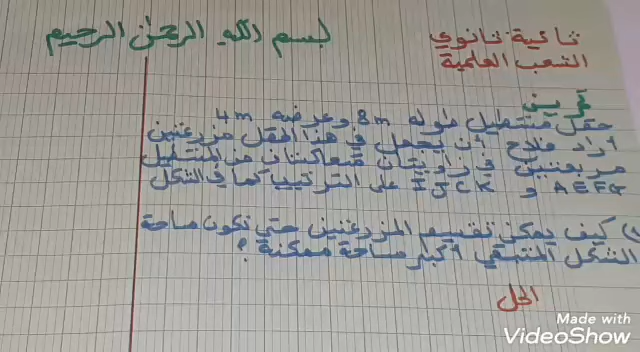 بسم الله الرحمن الرحيم
ثانية ثانوي
الشعب العلمية
تمرين
حقل مستطيل طوله 8m وعرضه 4m
أراد فلاح أن يجعل في هذا الحقل مزرعتين
مربعتين في زاويتان متعاكستان من المستطيل
AEFG و IJCK على الترتيب كما في الشكل
كيف يمكن تقسيم المزرعتين حتى تكون مساحة
الشكل المتبقي أكبر مساحة ممكنة ؟
الحل
Made with
VideoShow